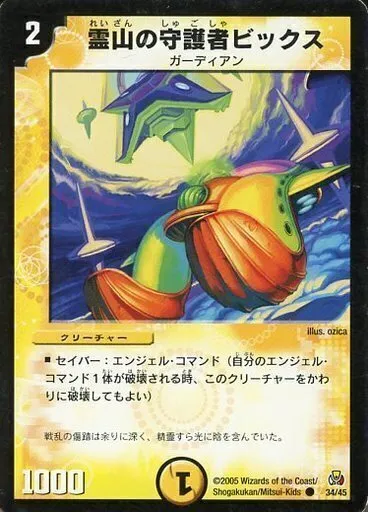 2
れいざん しゅごしゃ
霊山の守護者ビックス
ガーディアン
illus. ozica
クリーチャー
■ セイバー：エンジェル・コマンド（自分のエンジェル・
コマンド1体が破壊される時、このクリーチャーをかわ
りに破壊してもよい）
戦乱の傷跡は余りに深く、精霊すら光に陰を含んでいた。
1000
1
©2005 Wizards of the Coast/
Shogakukan/Mitsui-Kids
34/45